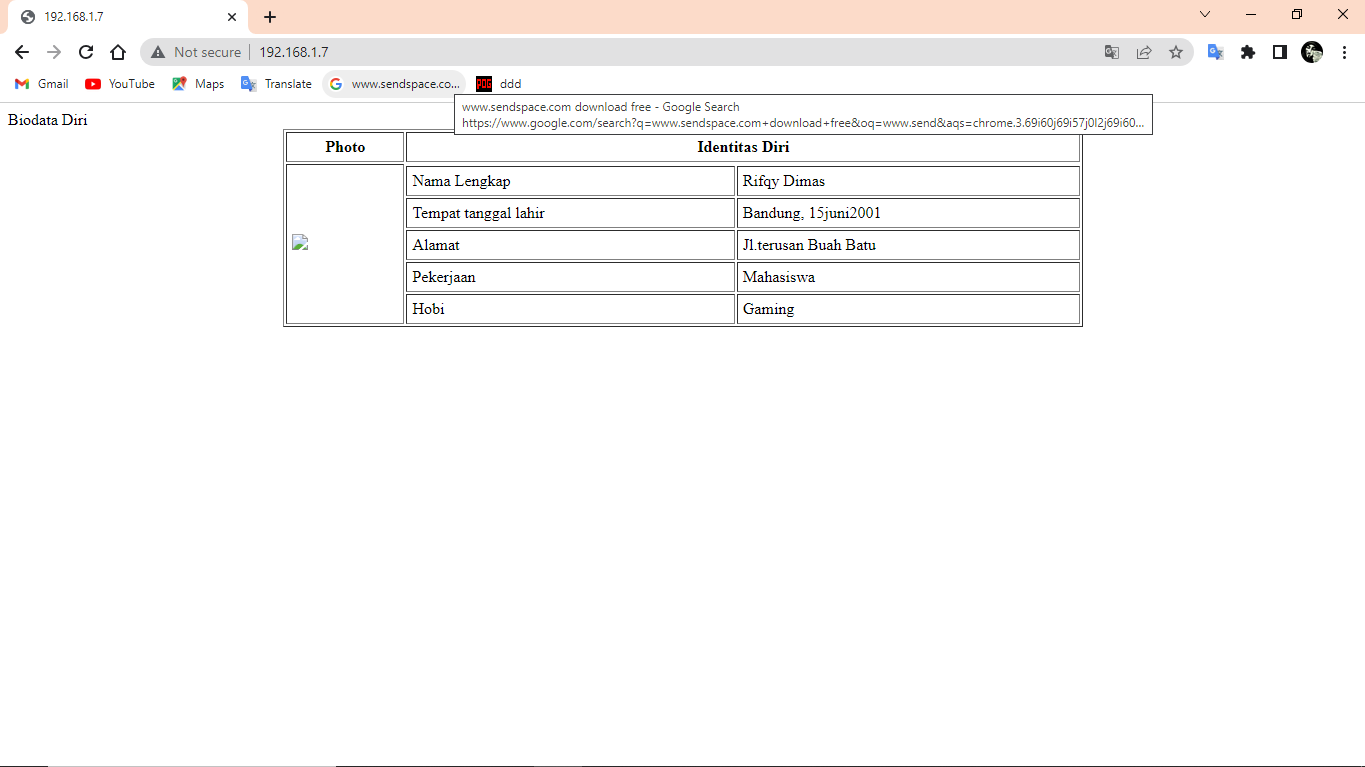 192.168.1.7
Not secure 192.168.1.7
Gmail YouTube Maps Translate www.sendspace.co... ddd
www.sendspace.com download free - Google Search
https://www.google.com/search?q=www.sendspace.com+download+free&oq=www.send&aqs=chrome.3.69i60j69i57j0l2j69i60...
Biodata Diri
Photo Identitas Diri
Nama Lengkap Rifqy Dimas
Tempat tanggal lahir Bandung, 15juni2001
Alamat Jl.terusan Buah Batu
Pekerjaan Mahasiswa
Hobi Gaming